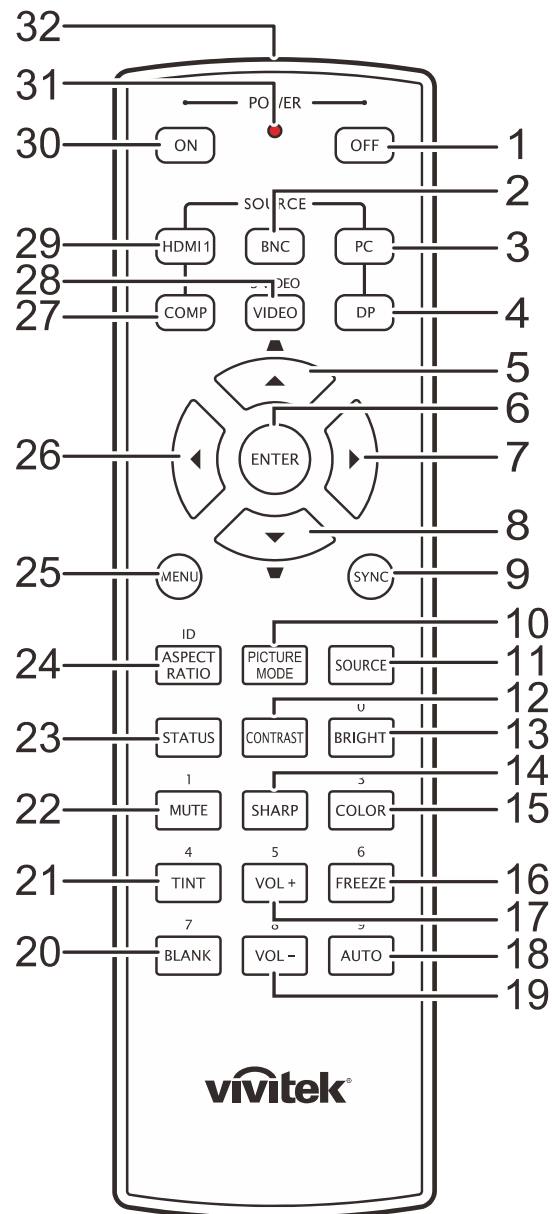 32
31 POWER
30 ON OFF 1
2
SOURCE
29 HDMI 1 BNC PC 3
28 S-VIDEO
27 COMP VIDEO DP 4
5
6
26 ENTER 7
8
25 MENU SYNC 9
ID 10
24 ASPECT RATIO PICTURE MODE SOURCE 11
12
0
23 STATUS CONTRAST BRIGHT 13
14
1 3
22 MUTE SHARP COLOR 15
4 5 6
21 TINT VOL + FREEZE 16
17
7 8 9
20 BLANK VOL - AUTO 18
19
vivitek®